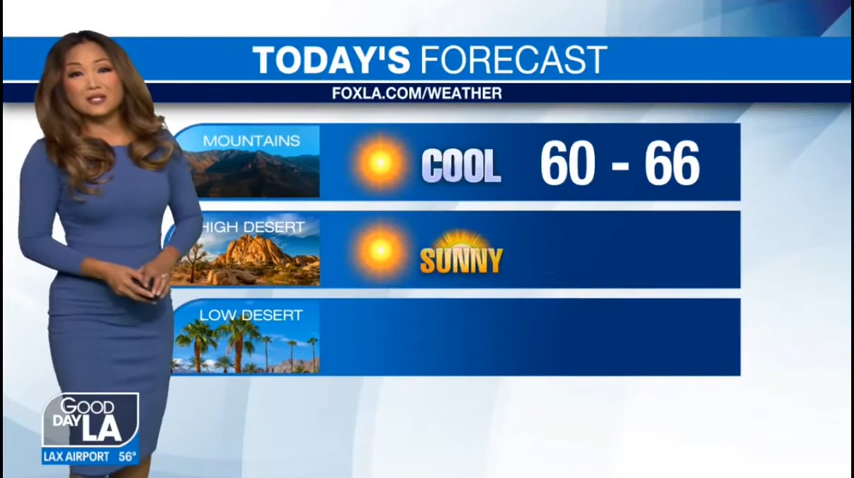 TODAY'S FORECAST
FOXLA.COM/WEATHER
MOUNTAINS
COOL 60 - 66
HIGH DESERT
SUNNY
LOW DESERT
GOOD
DAY LA
LAX AIRPORT 56°